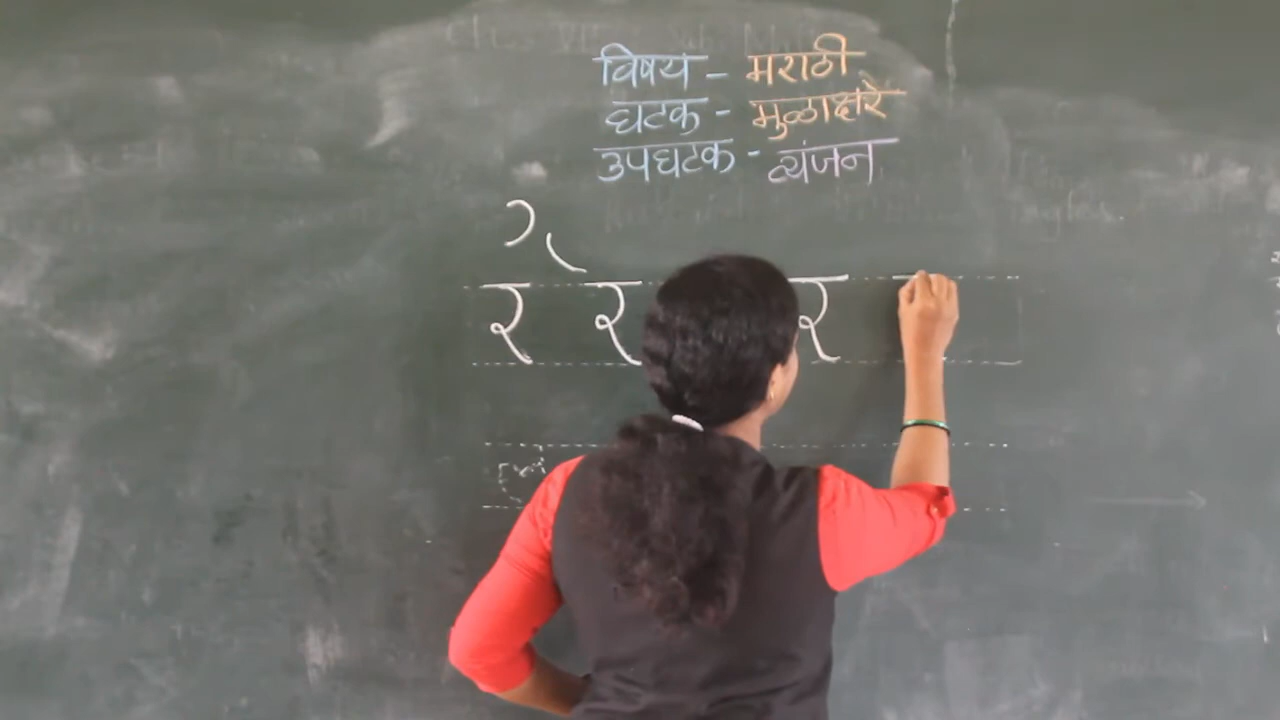 विषय - मराठी
घटक - मुळाक्षरे
उपघटक - व्यंजन
र र र